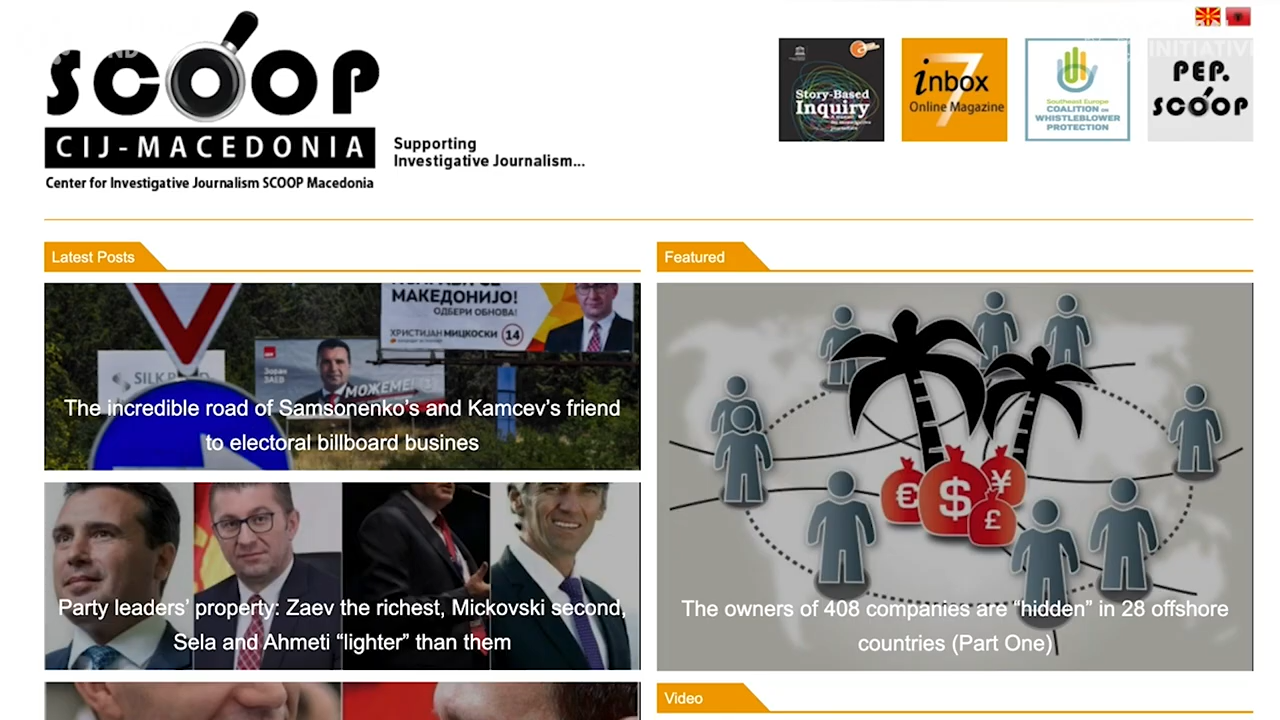 SCOOP
CIJ-MACEDONIA
Center for Investigative Journalism SCOOP Macedonia
Supporting
Investigative Journalism...
Story-Based
Inquiry
inbox
7
Online Magazine
Southeast Europe
COALITION ON
WHISTLEBLOWER
PROTECTION
INITIATIVE
PEP.
SCOOP
Latest Posts
МАКЕДОНИЈО!
ОДБЕРИ ОБНОВА!
ХРИСТИЈАН МИЦКОСКИ 14
Зоран
ЗАЕВ
МОЖЕМЕ
The incredible road of Samsonenko's and Kamcev's friend
to electoral billboard busines
Party leaders' property: Zaev the richest, Mickovski second,
Sela and Ahmeti "lighter" than them
Featured
€ $ ¥ £
The owners of 408 companies are "hidden" in 28 offshore
countries (Part One)
Video